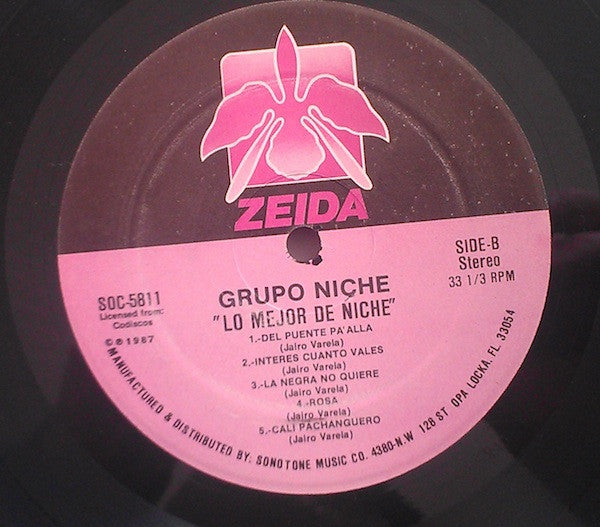 ZEIDA
SIDE-B
Stereo
33 1/3 RPM
SOC-5811
Licensed from:
Codiscos
© ℗ 1987
GRUPO NICHE
"LO MEJOR DE NICHE"
1.-DEL PUENTE PA'ALLA
(Jairo Varela)
2.-INTERES CUANTO VALES
(Jairo Varela)
3.-LA NEGRA NO QUIERE
(Jairo Varela)
4.-ROSA
(Jairo Varela)
5.-CALI PACHANGUERO
(Jairo Varela)
MANUFACTURED & DISTRIBUTED BY. SONOTONE MUSIC CO. 4380-N.W 128 ST OPA LOCKA, FL. 33054